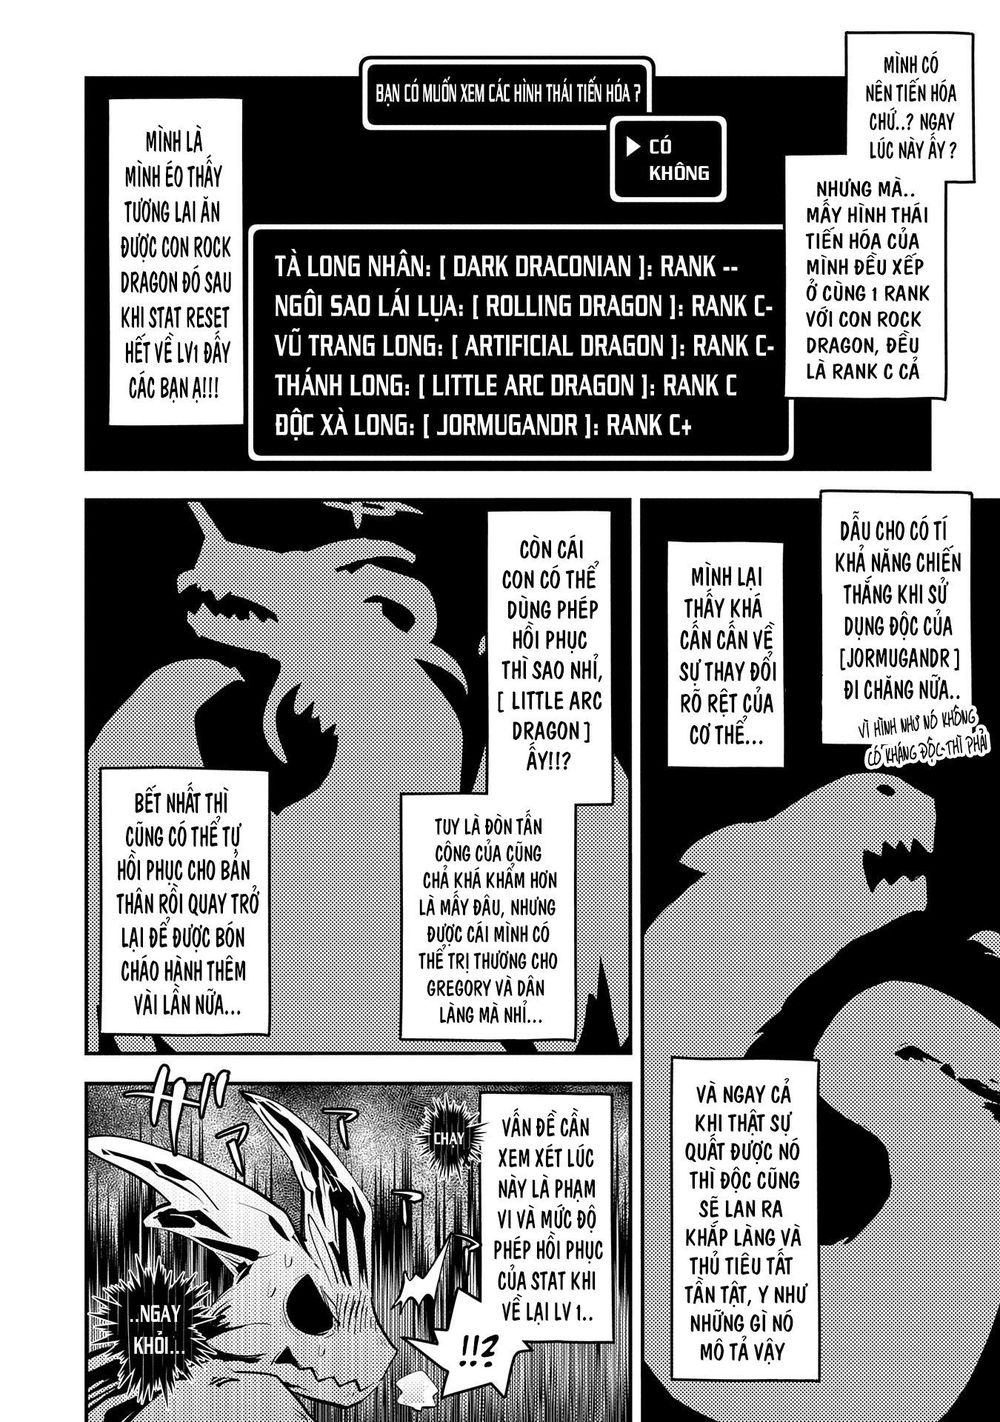 MÌNH CÓ
NÊN TIẾN HÓA
CHỨ..? NGAY
LÚC NÀY ẤY ?
NHƯNG MÀ..
MẤY HÌNH THÁI
TIẾN HÓA CỦA
MÌNH ĐỀU XẾP
Ở CÙNG 1 RANK
VỚI CON ROCK
DRAGON, ĐỀU
LÀ RANK C CẢ
BẠN CÓ MUỐN XEM CÁC HÌNH THÁI TIẾN HÓA ?
▶ CÓ
KHÔNG
TÀ LONG NHÂN: [ DARK DRACONIAN ]: RANK --
NGÔI SAO LÁI LỤA: [ ROLLING DRAGON ]: RANK C-
VŨ TRANG LONG: [ ARTIFICIAL DRAGON ]: RANK C-
THÁNH LONG: [ LITTLE ARC DRAGON ]: RANK C
ĐỘC XÀ LONG: [ JORMUGANDR ]: RANK C+
MÌNH LÀ
MÌNH ÉO THẤY
TƯƠNG LAI ĂN
ĐƯỢC CON ROCK
DRAGON ĐÓ SAU
KHI STAT RESET
HẾT VỀ LV1 ĐẤY
CÁC BẠN Ạ!!!
DẪU CHO CÓ TÍ
KHẢ NĂNG CHIẾN
THẮNG KHI SỬ
DỤNG ĐỘC CỦA
[JORMUGANDR ]
ĐI CHĂNG NỮA..
VÌ HÌNH NHƯ NÓ KHÔNG
CÓ KHÁNG ĐỘC THÌ PHẢI
MÌNH LẠI
THẤY KHÁ
CẤN CẤN VỀ
SỰ THAY ĐỔI
RÕ RỆT CỦA
CƠ THỂ...
VÀ NGAY CẢ
KHI THẬT SỰ
QUẤT ĐƯỢC NÓ
THÌ ĐỘC CŨNG
SẼ LAN RA
KHẮP LÀNG VÀ
THỦ TIÊU TẤT
TẦN TẬT, Y NHƯ
NHỮNG GÌ NÓ
MÔ TẢ VẬY
CÒN CÁI
CON CÓ THỂ
DÙNG PHÉP
HỒI PHỤC
THÌ SAO NHỈ,
[ LITTLE ARC
DRAGON ]
ẤY!!?
TUY LÀ ĐÒN TẤN
CÔNG CỦA CŨNG
CHẢ KHÁ KHẨM HƠN
LÀ MẤY ĐÂU, NHƯNG
ĐƯỢC CÁI MÌNH CÓ
THỂ TRỊ THƯƠNG CHO
GREGORY VÀ DÂN
LÀNG MÀ NHỈ...
BẾT NHẤT THÌ
CŨNG CÓ THỂ TỰ
HỒI PHỤC CHO BẢN
THÂN RỒI QUAY TRỞ
LẠI ĐỂ ĐƯỢC BÓN
CHÁO HÀNH THÊM
VÀI LẦN NỮA...
VẤN ĐỀ CẦN
XEM XÉT LÚC
NÀY LÀ PHẠM
VI VÀ MỨC ĐỘ
PHÉP HỒI PHỤC
CỦA STAT KHI
VỀ LẠI LV 1..
CHẠY
!!?
..NGAY
KHỎI...